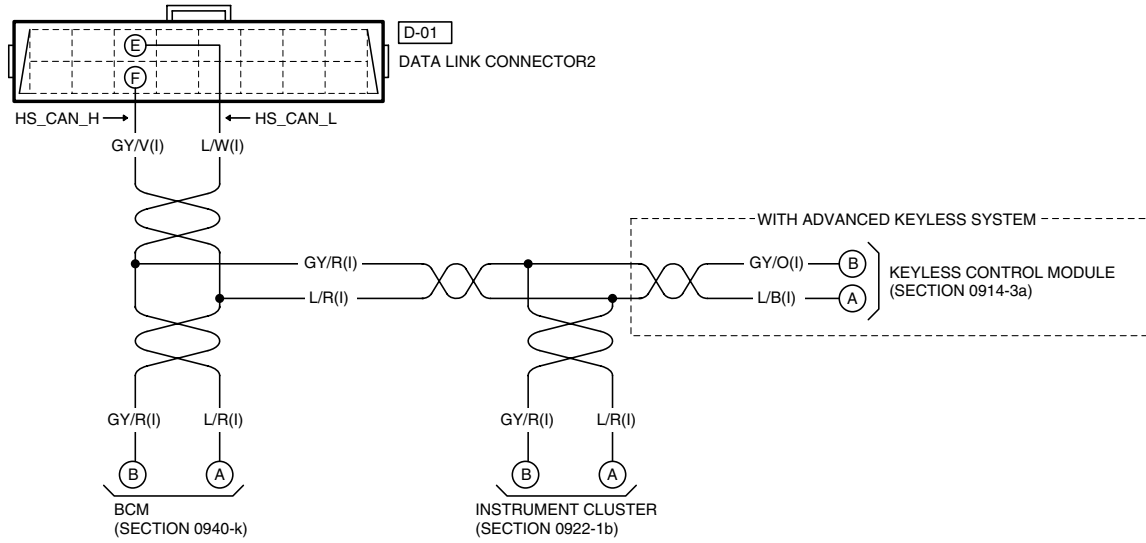 E
D-01
DATA LINK CONNECTOR2
F
HS_CAN_H
HS_CAN_L
GY/V(I)
L/W(I)
WITH ADVANCED KEYLESS SYSTEM
GY/R(I)
GY/O(I)
B
KEYLESS CONTROL MODULE
(SECTION 0914-3a)
L/R(I)
L/B(I)
A
GY/R(I)
L/R(I)
GY/R(I)
L/R(I)
B
A
B
A
BCM
(SECTION 0940-k)
INSTRUMENT CLUSTER
(SECTION 0922-1b)